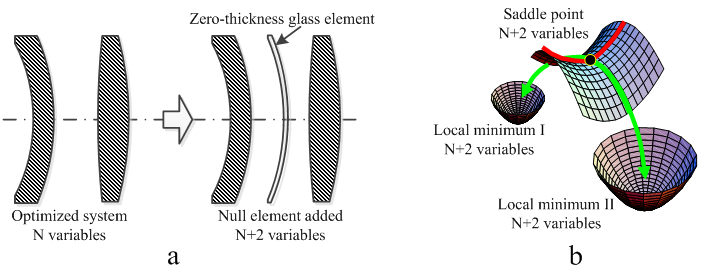 Zero-thickness glass element
Optimized system
N variables
Null element added
N+2 variables
a
Saddle point
N+2 variables
Local minimum I
N+2 variables
Local minimum II
N+2 variables
b